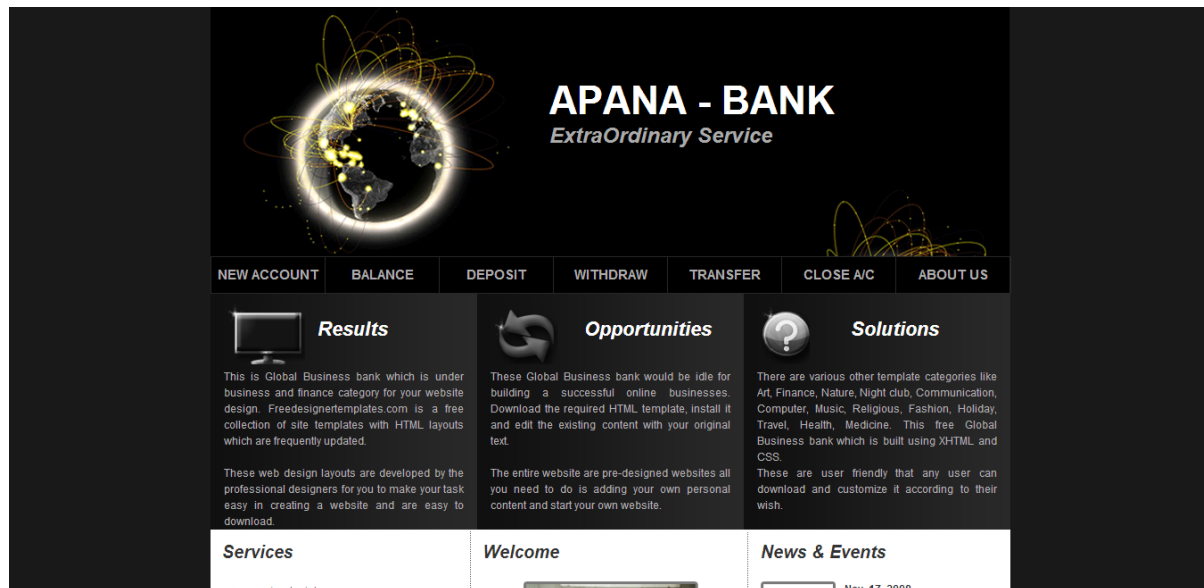 APANA - BANK
ExtraOrdinary Service
NEW ACCOUNT BALANCE DEPOSIT WITHDRAW TRANSFER CLOSE A/C ABOUT US
Results
This is Global Business bank which is under
business and finance category for your website
design. Freedesignertemplates.com is a free
collection of site templates with HTML layouts
which are frequently updated.
These web design layouts are developed by the
professional designers for you to make your task
easy in creating a website and are easy to
download.
Opportunities
These Global Business bank would be idle for
building a successful online businesses.
Download the required HTML template, install it
and edit the existing content with your original
text.
The entire website are pre-designed websites all
you need to do is adding your own personal
content and start your own website.
Solutions
There are various other template categories like
Art, Finance, Nature, Night club, Communication,
Computer, Music, Religious, Fashion, Holiday,
Travel, Health, Medicine. This free Global
Business bank which is built using XHTML and
CSS.
These are user friendly that any user can
download and customize it according to their
wish.
Services
Welcome
News & Events
Nov, 17, 2008